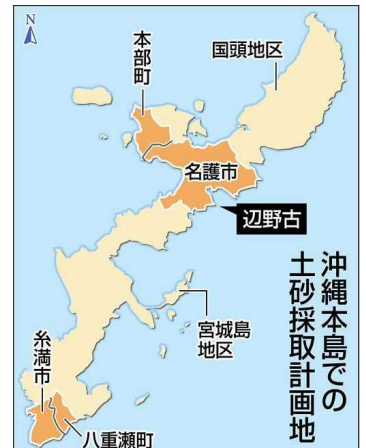 N
本部町
国頭地区
名護市
辺野古
沖縄本島での
土砂採取計画地
宮城島
地区
糸満市
八重瀬町